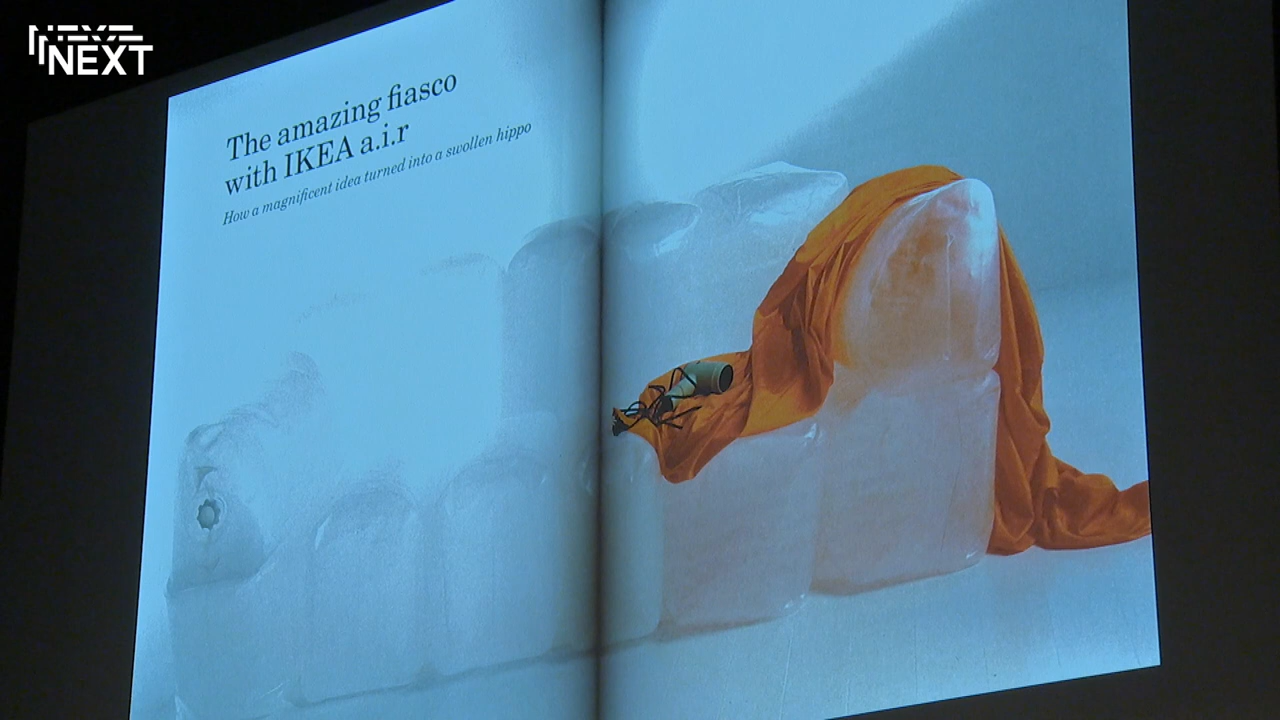 NEXT
The amazing fiasco
with IKEA a.i.r
How a magnificent idea turned into a swollen hippo